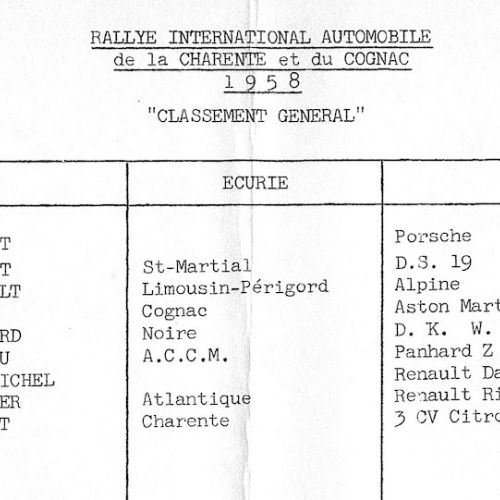 RALLYE INTERNATIONAL AUTOMOBILE
de la CHARENTE et du COGNAC
1958
"CLASSEMENT GENERAL"
ECURIE
T Porsche
T St-Martial D.S. 19
LT Limousin-Périgord Alpine
Cognac Aston Mart
RD Noire D. K. W.
U A.C.C.M. Panhard Z
ICHEL Renault Da
ER Atlantique Renault Ri
T Charente 3 CV Citro